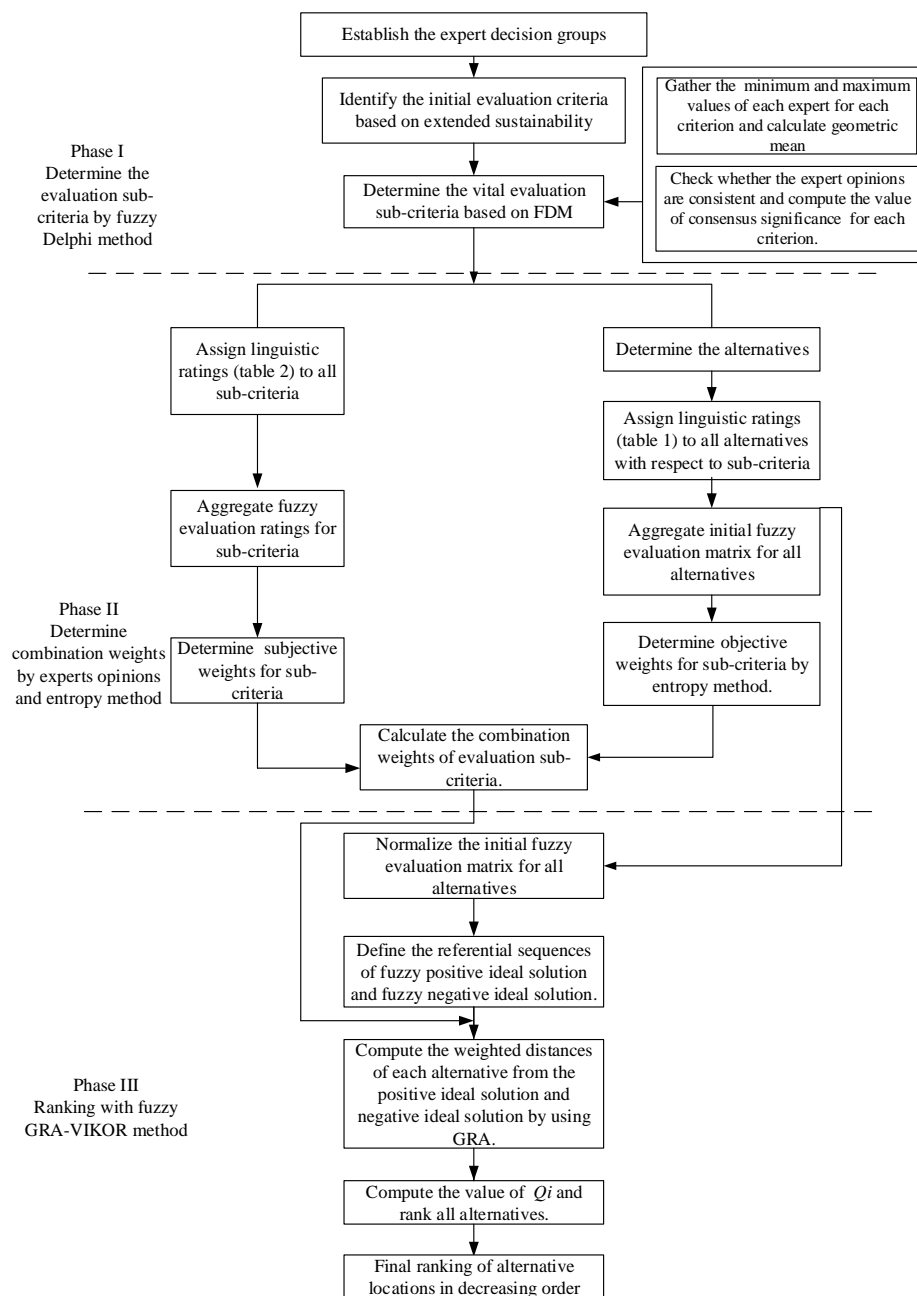 Establish the expert decision groups
Identify the initial evaluation criteria
based on extended sustainability
Gather the minimum and maximum
values of each expert for each
criterion and calculate geometric
mean
Phase I
Determine the
evaluation sub-
criteria by fuzzy
Delphi method
Determine the vital evaluation
sub-criteria based on FDM
Check whether the expert opinions
are consistent and compute the value
of consensus significance for each
criterion.
Assign linguistic
ratings (table 2) to all
sub-criteria
Determine the alternatives
Assign linguistic ratings
(table 1) to all alternatives
with respect to sub-criteria
Aggregate fuzzy
evaluation ratings for
sub-criteria
Aggregate initial fuzzy
evaluation matrix for all
alternatives
Phase II
Determine
combination weights
by experts opinions
and entropy method
Determine subjective
weights for sub-
criteria
Determine objective
weights for sub-criteria by
entropy method.
Calculate the combination
weights of evaluation sub-
criteria.
Normalize the initial fuzzy
evaluation matrix for all
alternatives
Define the referential sequences
of fuzzy positive ideal solution
and fuzzy negative ideal solution.
Phase III
Ranking with fuzzy
GRA-VIKOR method
Compute the weighted distances
of each alternative from the
positive ideal solution and
negative ideal solution by using
GRA.
Compute the value of Qi and
rank all alternatives.
Final ranking of alternative
locations in decreasing order